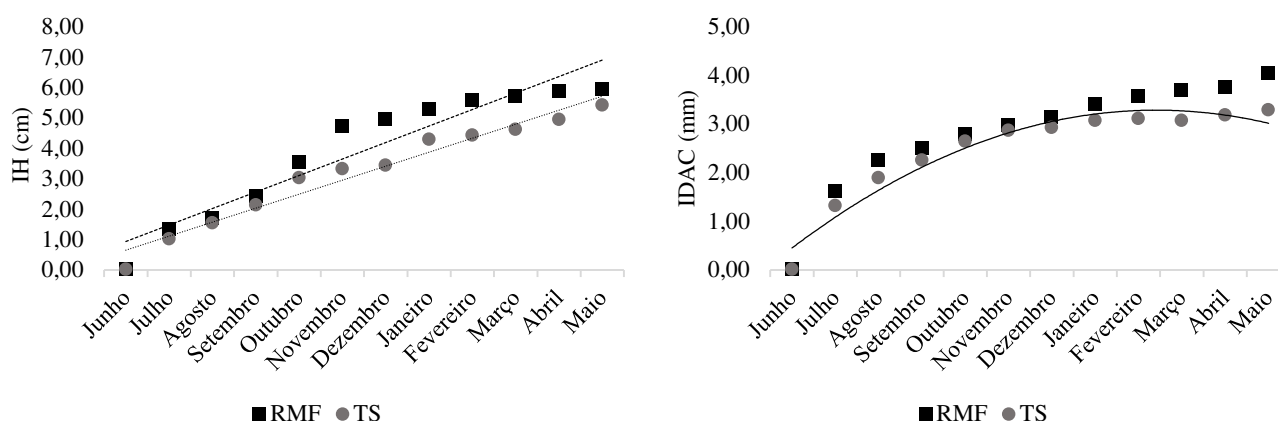 8,00
7,00
6,00
5,00
4,00
3,00
2,00
1,00
0,00
IH (cm)
Junho
Julho
Agosto
Setembro
Outubro
Novembro
Dezembro
Janeiro
Fevereiro
Março
Abril
Maio
RMF TS
5,00
4,00
3,00
2,00
1,00
0,00
IDAC (mm)
Junho
Julho
Agosto
Setembro
Outubro
Novembro
Dezembro
Janeiro
Fevereiro
Março
Abril
Maio
RMF TS